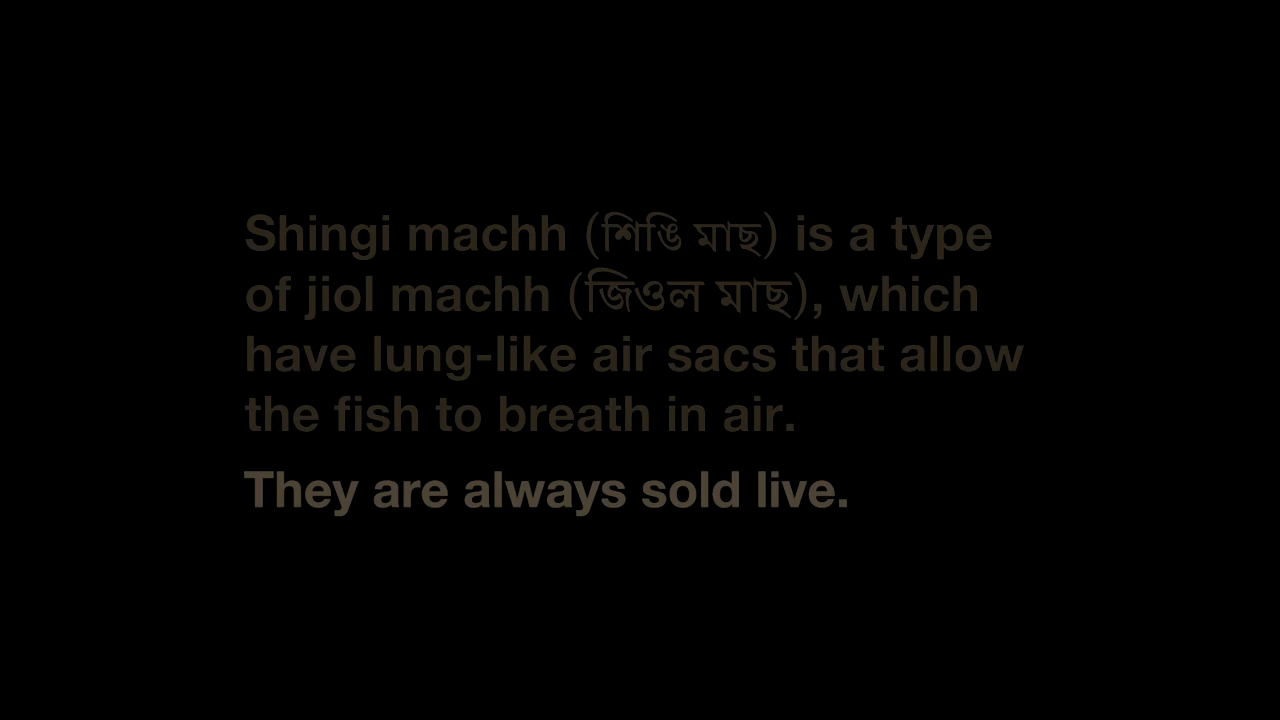 Shingi machh (শিঙি মাছ) is a type
of jiol machh (জিওল মাছ), which
have lung-like air sacs that allow
the fish to breath in air.
They are always sold live.